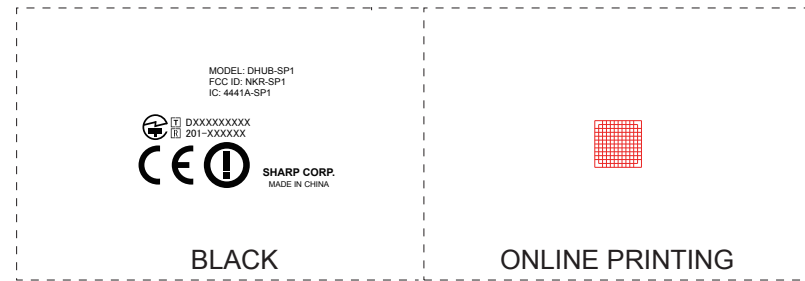 MODEL: DHUB-SP1
FCC ID: NKR-SP1
IC: 4441A-SP1
T DXXXXXXXXX
R 201-XXXXXX
CE
SHARP CORP.
MADE IN CHINA
BLACK
ONLINE PRINTING